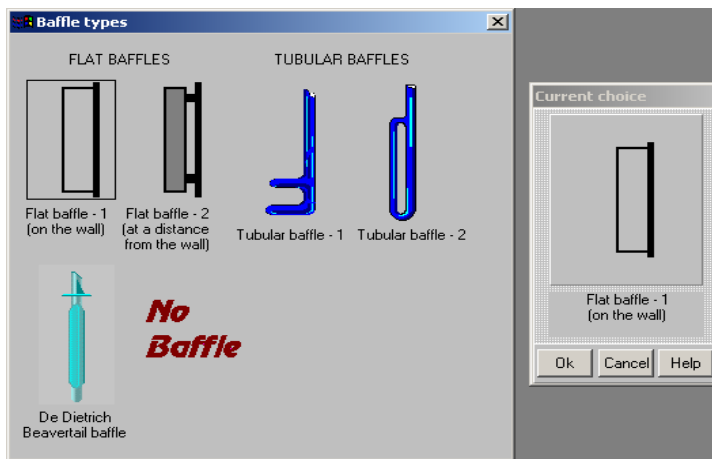 Baffle types
FLAT BAFFLES
TUBULAR BAFFLES
Flat baffle - 1
(on the wall)
Flat baffle - 2
(at a distance
from the wall)
Tubular baffle - 1
Tubular baffle - 2
De Dietrich
Beavertail baffle
No
Baffle
Current choice
Flat baffle - 1
(on the wall)
Ok
Cancel
Help